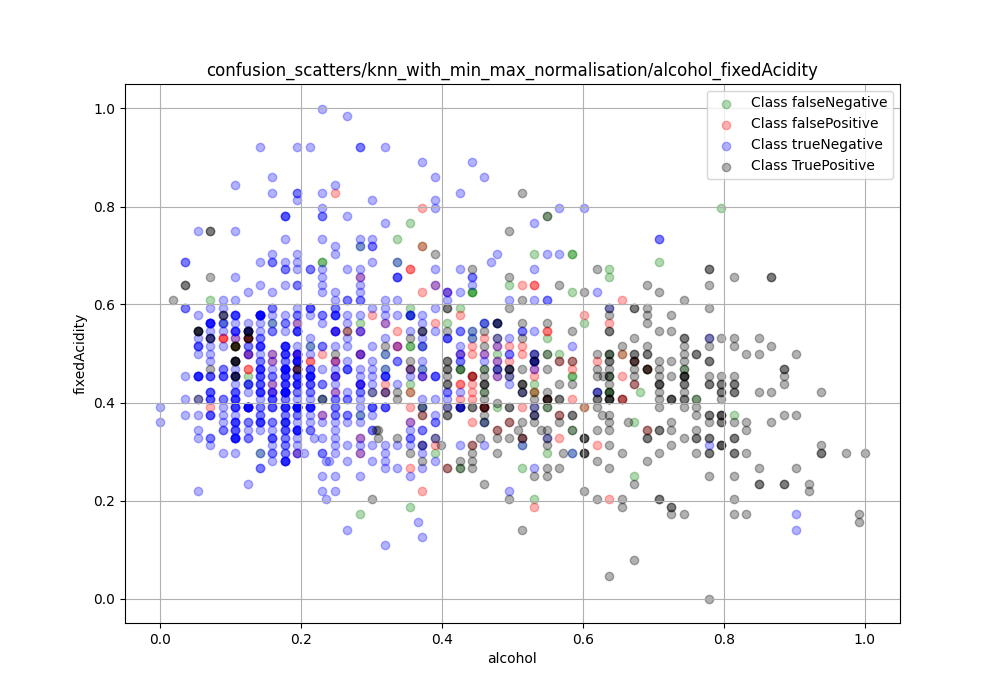 confusion_scatters/knn_with_min_max_normalisation/alcohol_fixedAcidity
Class falseNegative
Class falsePositive
Class trueNegative
Class TruePositive
1.0
0.8
0.6
0.4
0.2
0.0
fixedAcidity
0.0 0.2 0.4 0.6 0.8 1.0
alcohol